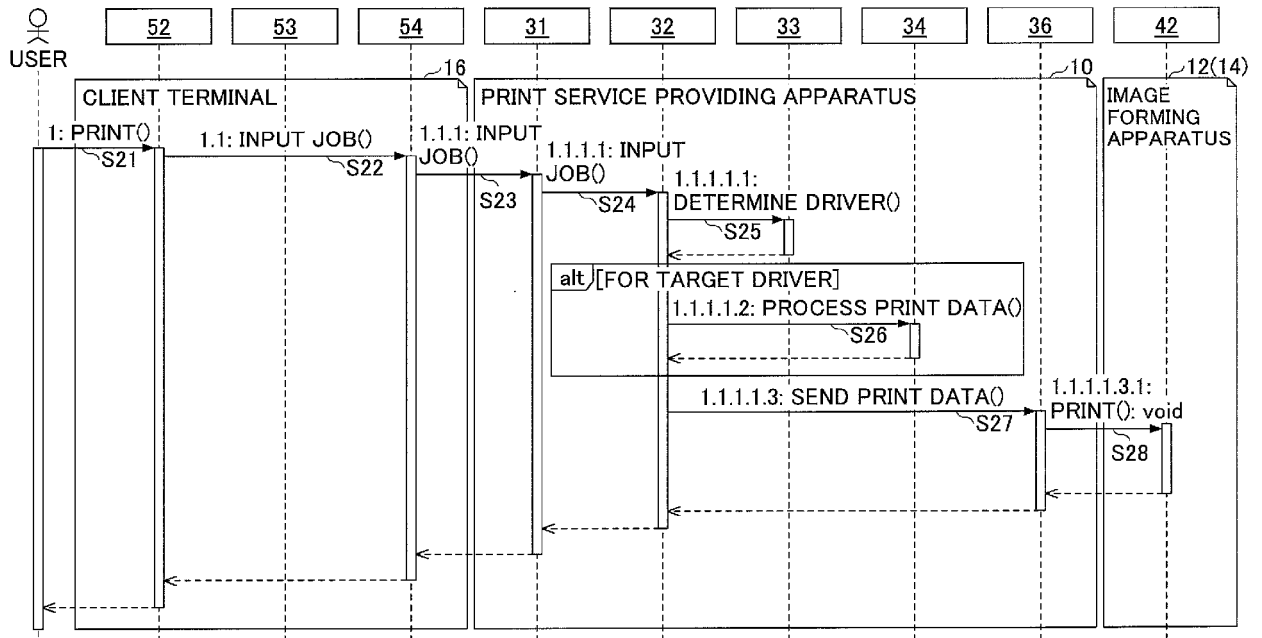 52 53 54 31 32 33 34 36 42
USER
16 10 12(14)
CLIENT TERMINAL
PRINT SERVICE PROVIDING APPARATUS
IMAGE
FORMING
APPARATUS
1: PRINT()
S21
1.1: INPUT JOB()
S22
1.1.1: INPUT
JOB()
S23
1.1.1.1: INPUT
JOB()
S24
1.1.1.1.1:
DETERMINE DRIVER()
S25
alt [FOR TARGET DRIVER]
1.1.1.1.2: PROCESS PRINT DATA()
S26
1.1.1.1.3: SEND PRINT DATA()
S27
1.1.1.1.3.1:
PRINT(): void
S28